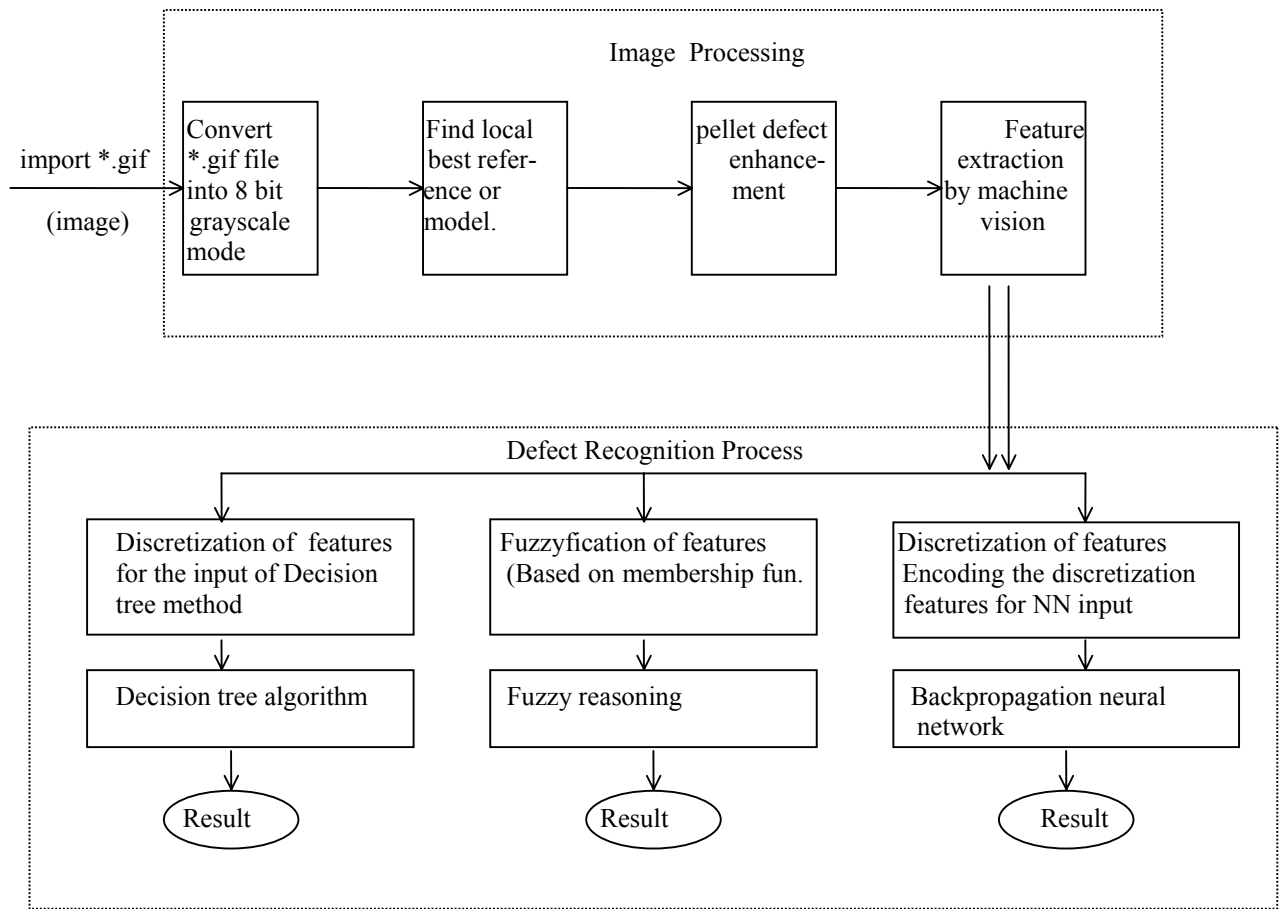 Image Processing
import *.gif
(image)
Convert
*.gif file
into 8 bit
grayscale
mode
Find local
best refer-
ence or
model.
pellet defect
enhance-
ment
Feature
extraction
by machine
vision
Defect Recognition Process
Discretization of features
for the input of Decision
tree method
Fuzzyfication of features
(Based on membership fun.
Discretization of features
Encoding the discretization
features for NN input
Decision tree algorithm
Fuzzy reasoning
Backpropagation neural
network
Result
Result
Result